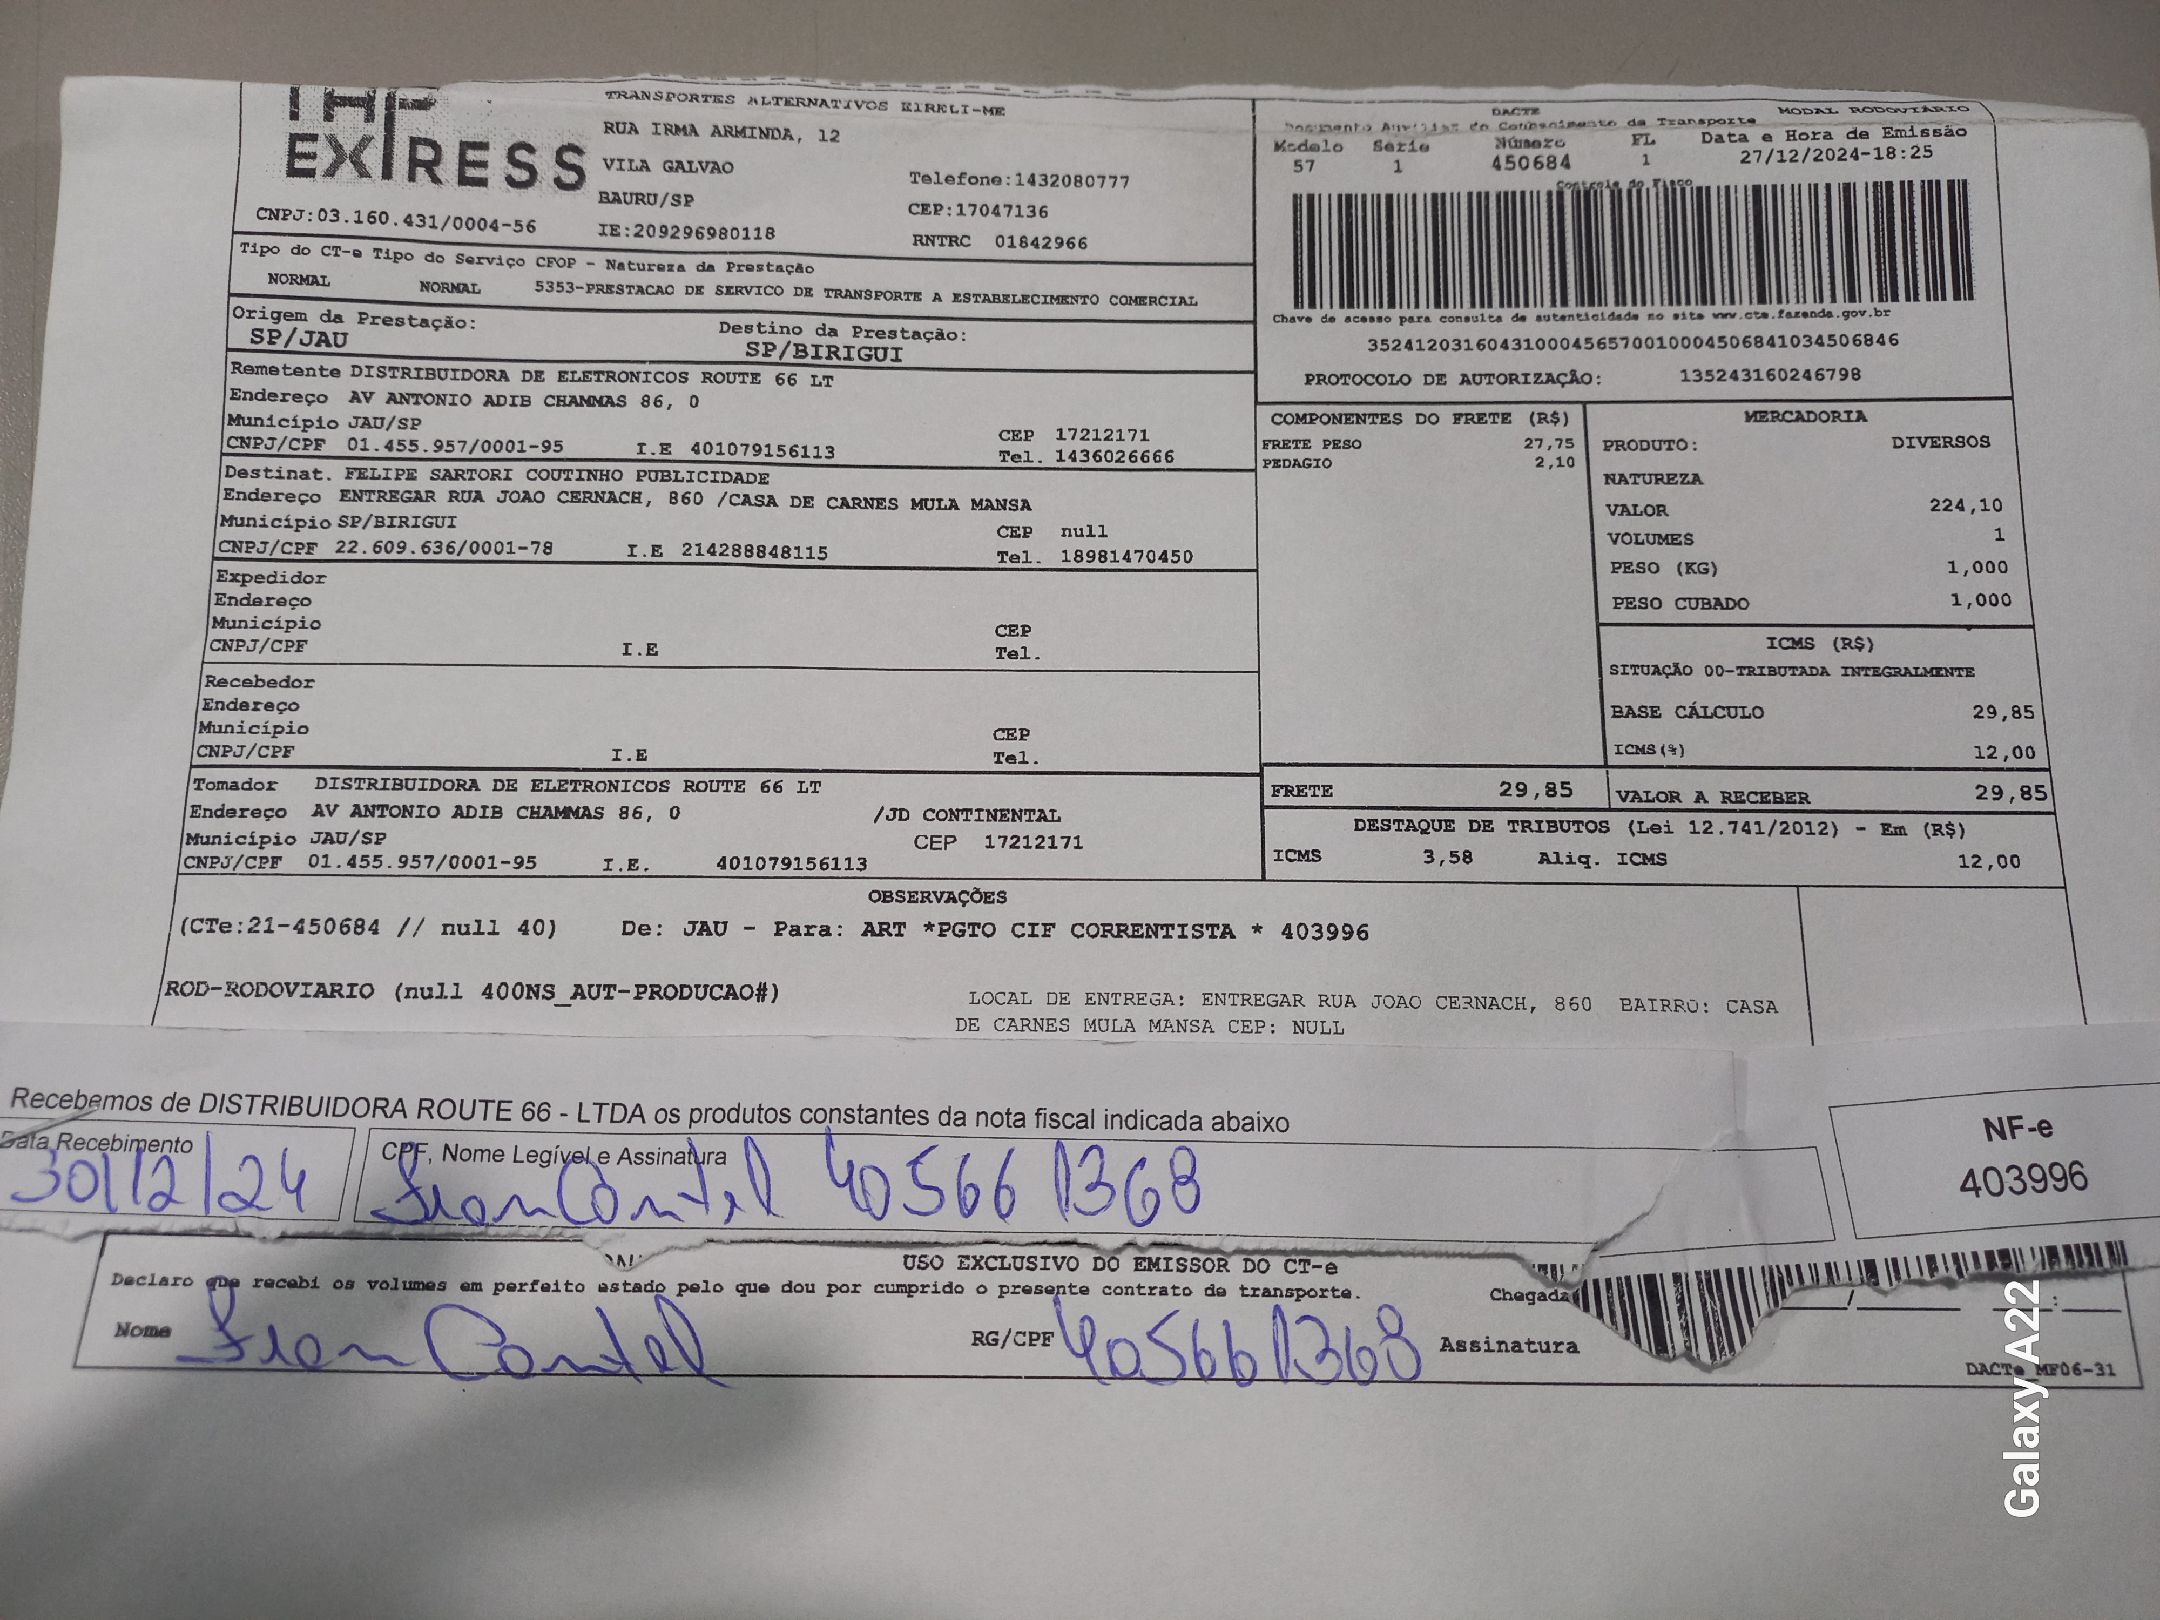 EXPRESS
TRANSPORTES ALTERNATIVOS EIRELI-ME
RUA IRMA ARMINDA, 12
VILA GALVAO Telefone:1432080777
BAURU/SP CEP:17047136
CNPJ:03.160.431/0004-56 IE:209296980118 RNTRC 01842966
DACTE MODAL RODOVIÁRIO
Documento Auxiliar do Conhecimento de Transporte
Modelo Série Número FL Data e Hora de Emissão
57 1 450684 1 27/12/2024-18:25
Controle do Fisco
Chave de acesso para consulta de autenticidade no site www.cte.fazenda.gov.br
35241203160431000456570010004506841034506846
PROTOCOLO DE AUTORIZAÇÃO: 135243160246798
Tipo do CT-e Tipo do Serviço CFOP - Natureza da Prestação
NORMAL NORMAL 5353-PRESTACAO DE SERVICO DE TRANSPORTE A ESTABELECIMENTO COMERCIAL
Origem da Prestação: Destino da Prestação:
SP/JAU SP/BIRIGUI
Remetente DISTRIBUIDORA DE ELETRONICOS ROUTE 66 LT
Endereço AV ANTONIO ADIB CHAMMAS 86, 0
Município JAU/SP CEP 17212171
CNPJ/CPF 01.455.957/0001-95 I.E 401079156113 Tel. 1436026666
Destinat. FELIPE SARTORI COUTINHO PUBLICIDADE
Endereço ENTREGAR RUA JOAO CERNACH, 860 /CASA DE CARNES MULA MANSA
Município SP/BIRIGUI CEP null
CNPJ/CPF 22.609.636/0001-78 I.E 214288848115 Tel. 18981470450
Expedidor
Endereço
Município CEP
CNPJ/CPF I.E Tel.
Recebedor
Endereço
Município CEP
CNPJ/CPF I.E Tel.
Tomador DISTRIBUIDORA DE ELETRONICOS ROUTE 66 LT
Endereço AV ANTONIO ADIB CHAMMAS 86, 0 /JD CONTINENTAL
Município JAU/SP CEP 17212171
CNPJ/CPF 01.455.957/0001-95 I.E. 401079156113
COMPONENTES DO FRETE (R$)
FRETE PESO 27,75
PEDAGIO 2,10
MERCADORIA
PRODUTO: DIVERSOS
NATUREZA
VALOR 224,10
VOLUMES 1
PESO (KG) 1,000
PESO CUBADO 1,000
ICMS (R$)
SITUAÇÃO 00-TRIBUTADA INTEGRALMENTE
BASE CÁLCULO 29,85
ICMS(%) 12,00
FRETE 29,85 VALOR A RECEBER 29,85
DESTAQUE DE TRIBUTOS (Lei 12.741/2012) - Em (R$)
ICMS 3,58 Aliq. ICMS 12,00
OBSERVAÇÕES
(CTe:21-450684 // null 40) De: JAU - Para: ART *PGTO CIF CORRENTISTA * 403996
ROD-RODOVIARIO (null 400NS_AUT-PRODUCAO#)
LOCAL DE ENTREGA: ENTREGAR RUA JOAO CERNACH, 860 BAIRRO: CASA
DE CARNES MULA MANSA CEP: NULL
Recebemos de DISTRIBUIDORA ROUTE 66 - LTDA os produtos constantes da nota fiscal indicada abaixo
Data Recebimento CPF, Nome Legível e Assinatura
30/12/24 40566 1368
NF-e
403996
USO EXCLUSIVO DO EMISSOR DO CT-e
Declaro que recebi os volumes em perfeito estado pelo que dou por cumprido o presente contrato de transporte.
Chegada
Nome RG/CPF 405661368 Assinatura
DACTe MF06-31
Galaxy A22